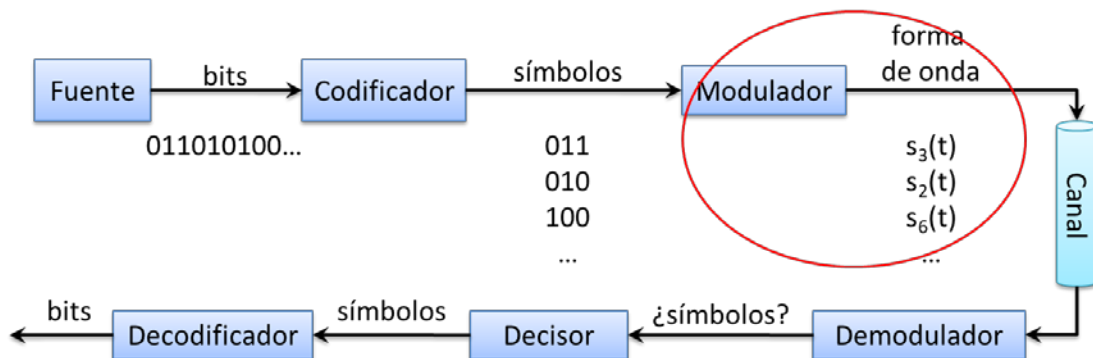 Fuente
bits
Codificador
símbolos
Modulador
forma
de onda
011010100...
011
010
100
...
s₃(t)
s₂(t)
s₆(t)
...
Canal
bits
Decodificador
símbolos
Decisor
¿símbolos?
Demodulador